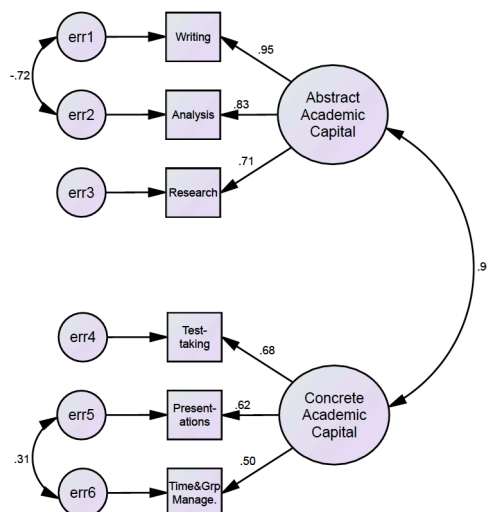 err1
Writing
.95
-.72
Abstract
Academic
Capital
err2
Analysis
.83
.71
err3
Research
.9
err4
Test-
taking
.68
Concrete
Academic
Capital
err5
Present-
ations
.62
.31
.50
err6
Time&Grp
Manage.